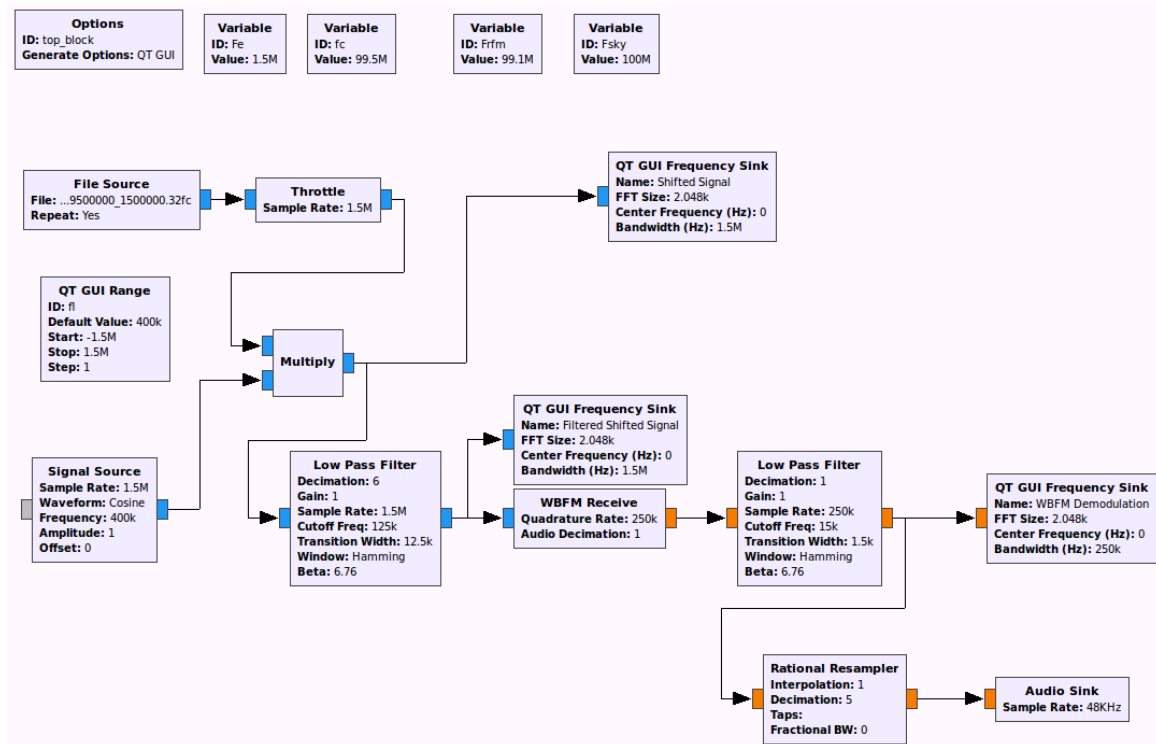 Options
ID: top_block
Generate Options: QT GUI
Variable
ID: Fe
Value: 1.5M
Variable
ID: fc
Value: 99.5M
Variable
ID: Frfm
Value: 99.1M
Variable
ID: Fsky
Value: 100M
File Source
File: ...9500000_1500000.32fc
Repeat: Yes
Throttle
Sample Rate: 1.5M
QT GUI Frequency Sink
Name: Shifted Signal
FFT Size: 2.048k
Center Frequency (Hz): 0
Bandwidth (Hz): 1.5M
QT GUI Range
ID: fl
Default Value: 400k
Start: -1.5M
Stop: 1.5M
Step: 1
Multiply
Signal Source
Sample Rate: 1.5M
Waveform: Cosine
Frequency: 400k
Amplitude: 1
Offset: 0
Low Pass Filter
Decimation: 6
Gain: 1
Sample Rate: 1.5M
Cutoff Freq: 125k
Transition Width: 12.5k
Window: Hamming
Beta: 6.76
QT GUI Frequency Sink
Name: Filtered Shifted Signal
FFT Size: 2.048k
Center Frequency (Hz): 0
Bandwidth (Hz): 1.5M
WBFM Receive
Quadrature Rate: 250k
Audio Decimation: 1
Low Pass Filter
Decimation: 1
Gain: 1
Sample Rate: 250k
Cutoff Freq: 15k
Transition Width: 1.5k
Window: Hamming
Beta: 6.76
QT GUI Frequency Sink
Name: WBFM Demodulation
FFT Size: 2.048k
Center Frequency (Hz): 0
Bandwidth (Hz): 250k
Rational Resampler
Interpolation: 1
Decimation: 5
Taps:
Fractional BW: 0
Audio Sink
Sample Rate: 48KHz